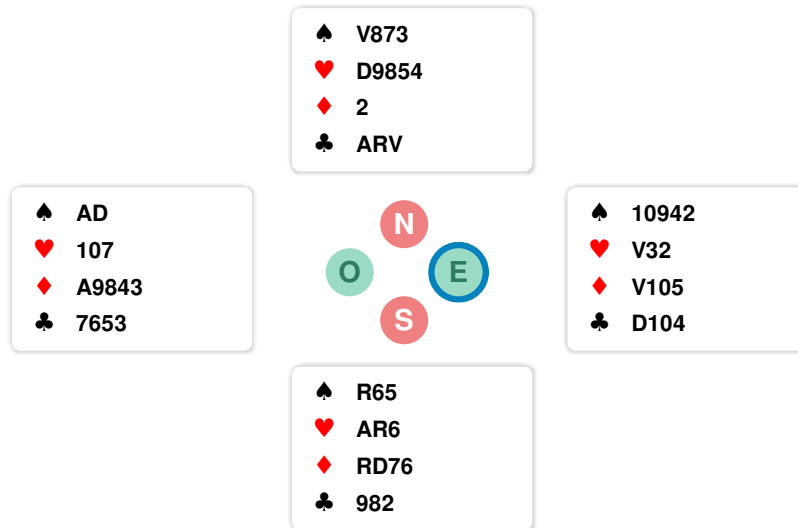 ♠ V873
♥ D9854
♦ 2
♣ ARV
♠ AD
♥ 107
♦ A9843
♣ 7653
N
O
E
S
♠ 10942
♥ V32
♦ V105
♣ D104
♠ R65
♥ AR6
♦ RD76
♣ 982